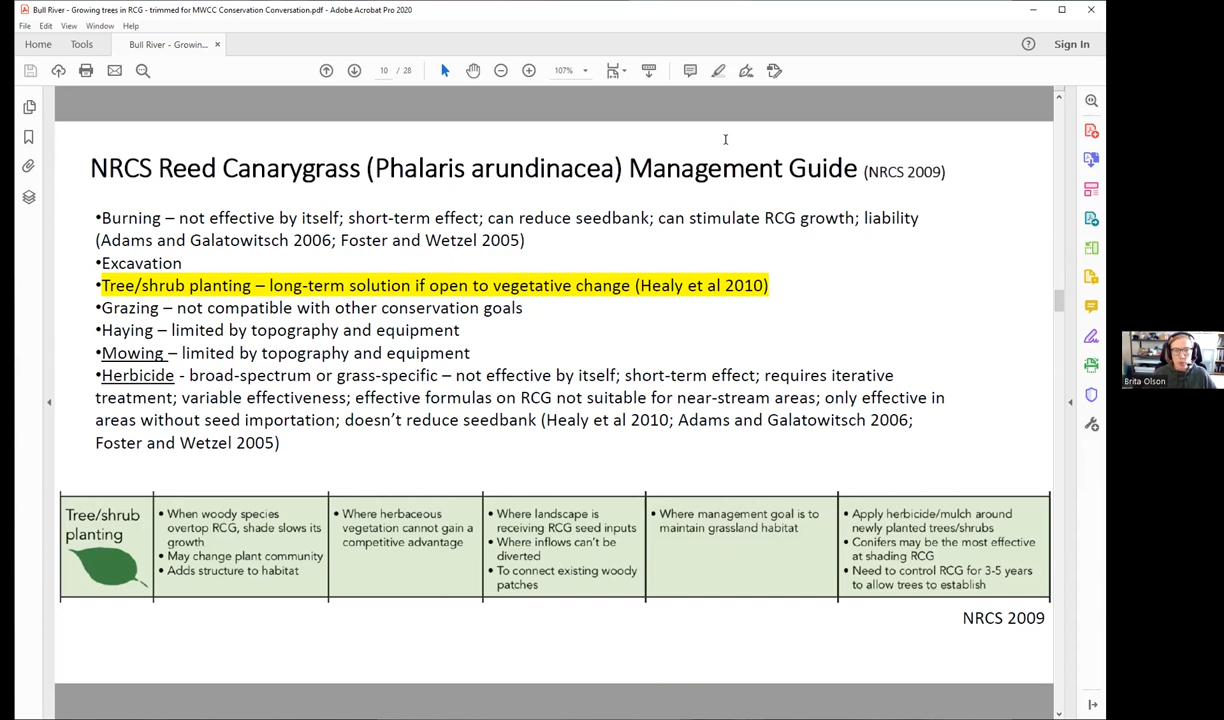 Bull River - Growing trees in RCG - trimmed for MWCC Conservation Conversation.pdf - Adobe Acrobat Pro 2020
File Edit View Window Help
Home Tools Bull River - Growin... × Sign In
10 / 28 107%
NRCS Reed Canarygrass (Phalaris arundinacea) Management Guide (NRCS 2009)
•Burning – not effective by itself; short-term effect; can reduce seedbank; can stimulate RCG growth; liability
(Adams and Galatowitsch 2006; Foster and Wetzel 2005)
•Excavation
•Tree/shrub planting – long-term solution if open to vegetative change (Healy et al 2010)
•Grazing – not compatible with other conservation goals
•Haying – limited by topography and equipment
•Mowing – limited by topography and equipment
•Herbicide - broad-spectrum or grass-specific – not effective by itself; short-term effect; requires iterative
treatment; variable effectiveness; effective formulas on RCG not suitable for near-stream areas; only effective in
areas without seed importation; doesn't reduce seedbank (Healy et al 2010; Adams and Galatowitsch 2006;
Foster and Wetzel 2005)
Tree/shrub
planting
• When woody species
overtop RCG, shade slows its
growth
• May change plant community
• Adds structure to habitat
• Where herbaceous
vegetation cannot gain a
competitive advantage
• Where landscape is
receiving RCG seed inputs
• Where inflows can't be
diverted
• To connect existing woody
patches
• Where management goal is to
maintain grassland habitat
• Apply herbicide/mulch around
newly planted trees/shrubs
• Conifers may be the most effective
at shading RCG
• Need to control RCG for 3-5 years
to allow trees to establish
NRCS 2009
Brita Olson